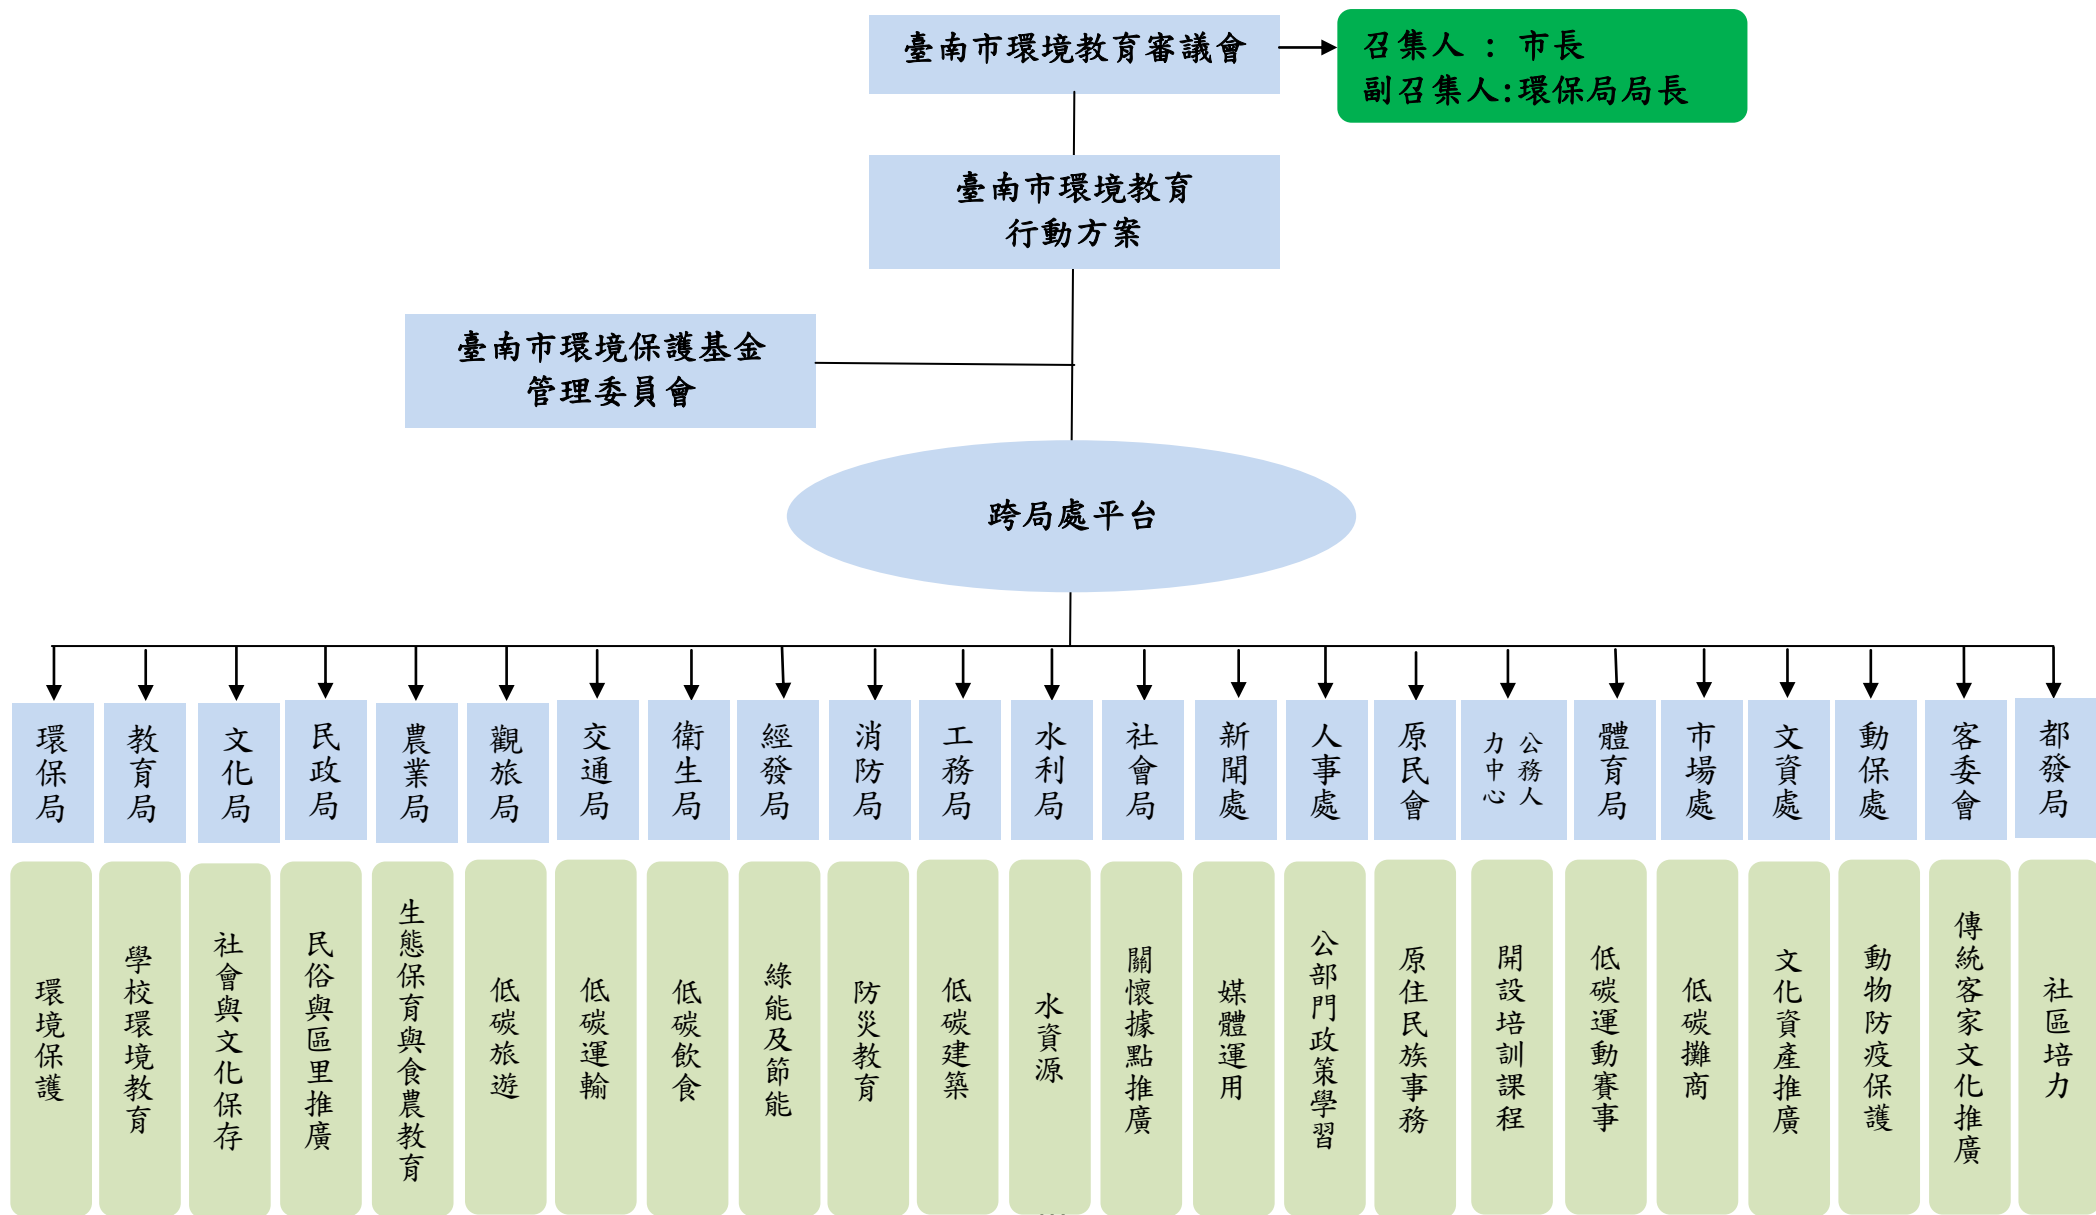 臺南市環境教育審議會
召集人 : 市長
副召集人:環保局局長
臺南市環境教育
行動方案
臺南市環境保護基金
管理委員會
跨局處平台
環保局
教育局
文化局
民政局
農業局
觀旅局
交通局
衛生局
經發局
消防局
工務局
水利局
社會局
新聞處
人事處
原民會
公務人
力中心
體育局
市場處
文資處
動保處
客委會
都發局
環境保護
學校環境教育
社會與文化保存
民俗與區里推廣
生態保育與食農教育
低碳旅遊
低碳運輸
低碳飲食
綠能及節能
防災教育
低碳建築
水資源
關懷據點推廣
媒體運用
公部門政策學習
原住民族事務
開設培訓課程
低碳運動賽事
低碳攤商
文化資產推廣
動物防疫保護
傳統客家文化推廣
社區培力